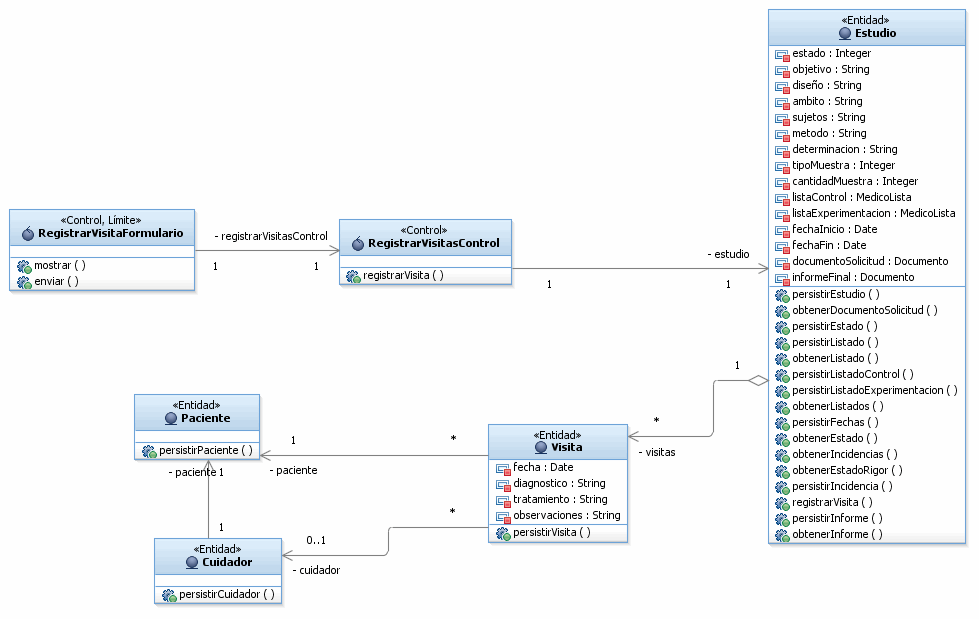 «Entidad»
Estudio
estado : Integer
objetivo : String
diseño : String
ambito : String
sujetos : String
metodo : String
determinacion : String
tipoMuestra : Integer
cantidadMuestra : Integer
listaControl : MedicoLista
listaExperimentacion : MedicoLista
fechaInicio : Date
fechaFin : Date
documentoSolicitud : Documento
informeFinal : Documento
persistirEstudio ( )
obtenerDocumentoSolicitud ( )
persistirEstado ( )
persistirListado ( )
obtenerListado ( )
persistirListadoControl ( )
persistirListadoExperimentacion ( )
obtenerListados ( )
persistirFechas ( )
obtenerEstado ( )
obtenerIncidencias ( )
obtenerEstadoRigor ( )
persistirIncidencia ( )
registrarVisita ( )
persistirInforme ( )
obtenerInforme ( )
«Control, Límite»
RegistrarVisitaFormulario
mostrar ( )
enviar ( )
- registrarVisitasControl
1
1
«Control»
RegistrarVisitasControl
registrarVisita ( )
- estudio
1
1
1
*
- visitas
«Entidad»
Paciente
persistirPaciente ( )
1
*
- paciente
- paciente 1
1
«Entidad»
Visita
fecha : Date
diagnostico : String
tratamiento : String
observaciones : String
persistirVisita ( )
*
0..1
- cuidador
«Entidad»
Cuidador
persistirCuidador ( )